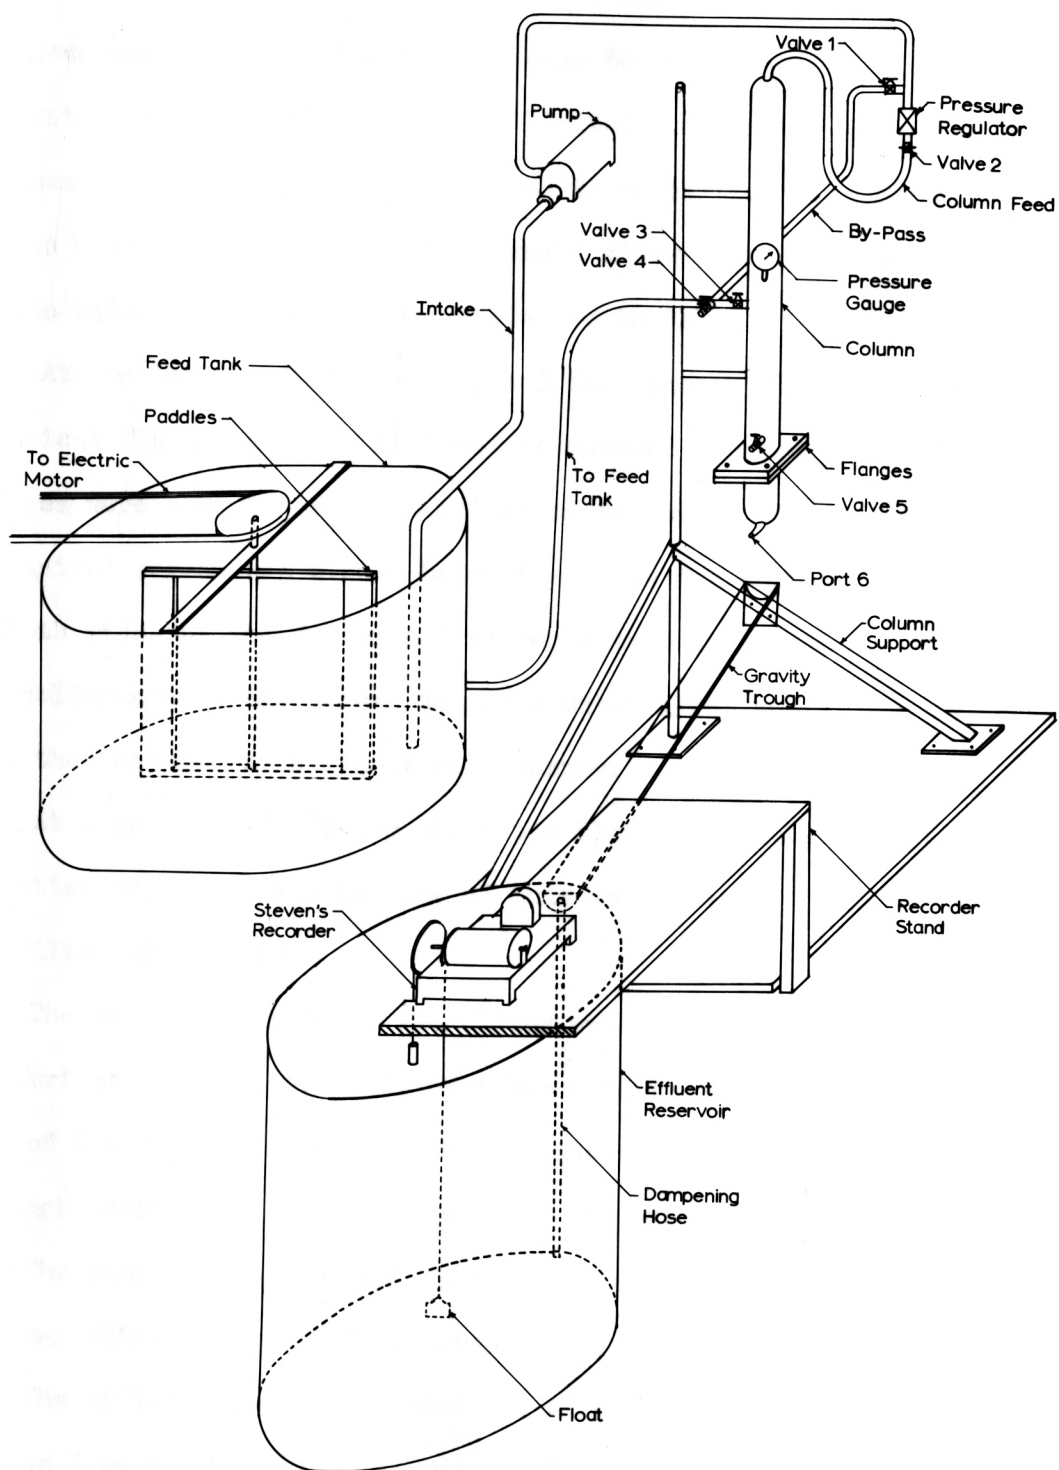 Valve 1
Pump
Pressure
Regulator
Valve 2
Column Feed
By-Pass
Valve 3
Valve 4
Pressure
Gauge
Intake
Column
Feed Tank
Paddles
To Electric
Motor
To Feed
Tank
Flanges
Valve 5
Port 6
Column
Support
Gravity
Trough
Steven's
Recorder
Recorder
Stand
Effluent
Reservoir
Dampening
Hose
Float